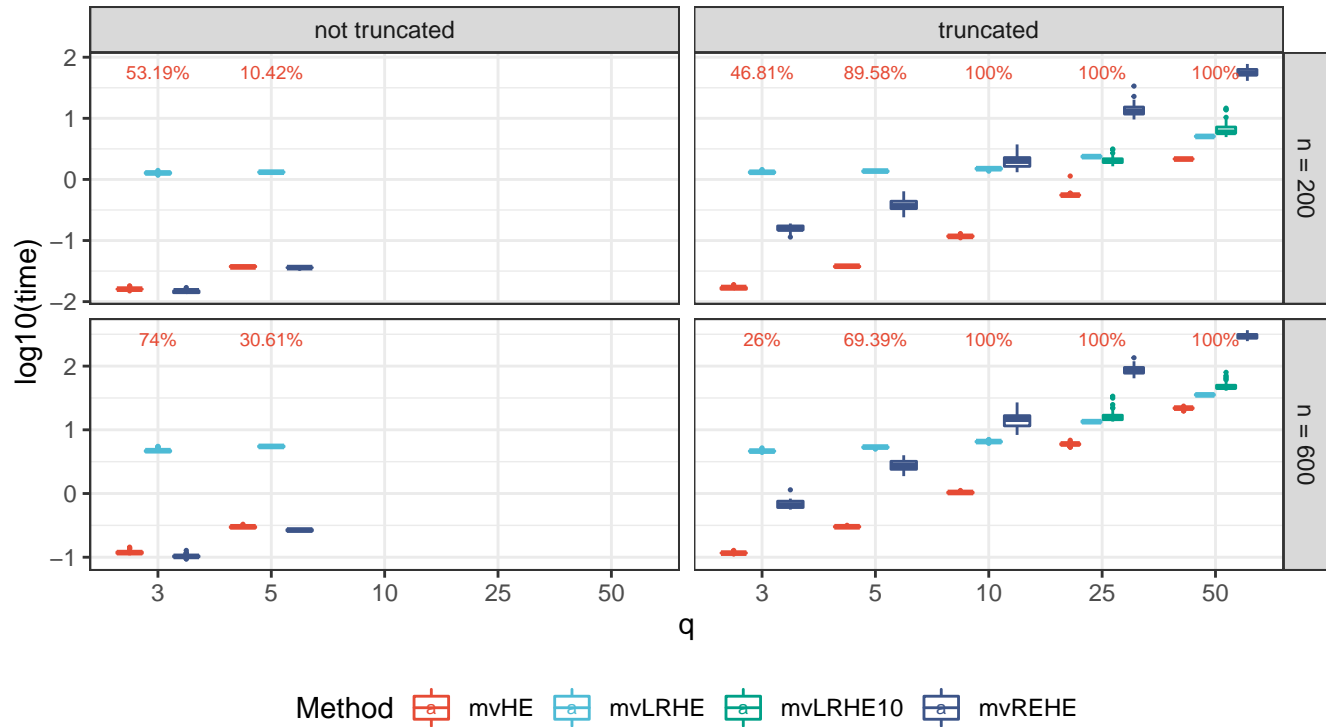 not truncated
truncated
53.19% 10.42%
46.81% 89.58% 100% 100% 100%
2
1
0
−1
−2
n = 200
74% 30.61%
26% 69.39% 100% 100% 100%
2
1
0
−1
n = 600
log10(time)
3 5 10 25 50
3 5 10 25 50
q
Method a mvHE a mvLRHE a mvLRHE10 a mvREHE